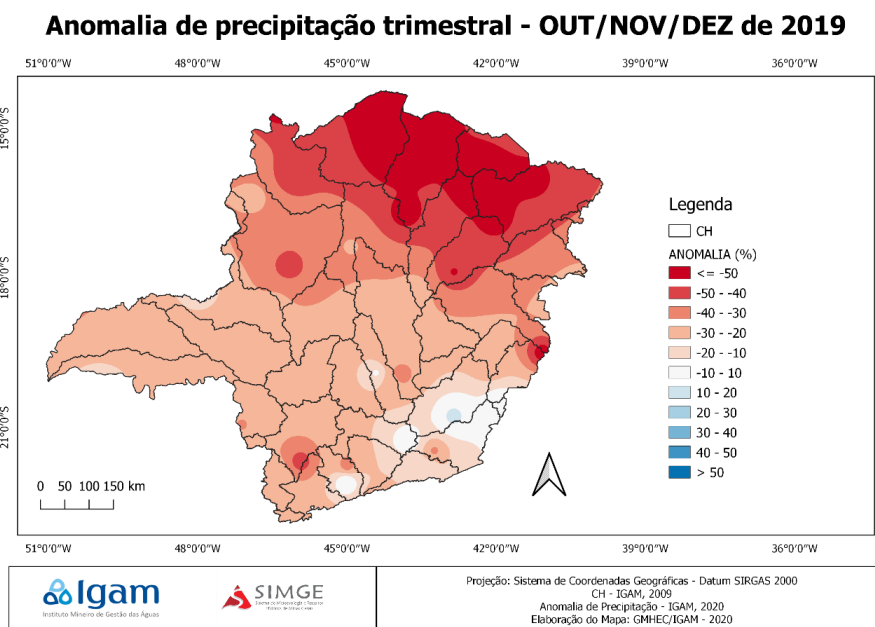 Anomalia de precipitação trimestral - OUT/NOV/DEZ de 2019
51°0'0"W 48°0'0"W 45°0'0"W 42°0'0"W 39°0'0"W 36°0'0"W
15°0'0"S
18°0'0"S
21°0'0"S
Legenda
CH
ANOMALIA (%)
<= -50
-50 - -40
-40 - -30
-30 - -20
-20 - -10
-10 - 10
10 - 20
20 - 30
30 - 40
40 - 50
> 50
0 50 100 150 km
51°0'0"W 48°0'0"W 45°0'0"W 42°0'0"W 39°0'0"W 36°0'0"W
Igam
Instituto Mineiro de Gestão das Águas
SIMGE
Projeção: Sistema de Coordenadas Geográficas - Datum SIRGAS 2000
CH - IGAM, 2009
Anomalia de Precipitação - IGAM, 2020
Elaboração do Mapa: GMHEC/IGAM - 2020